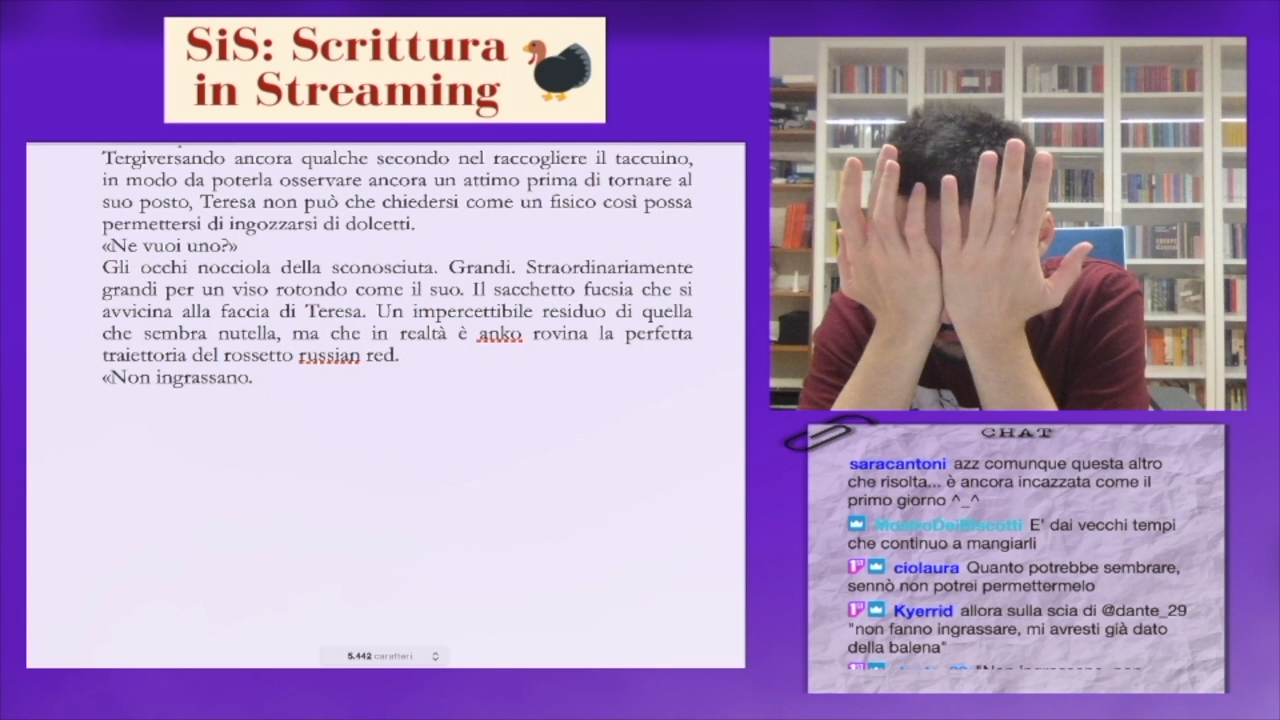 SiS: Scrittura
in Streaming
Tergiversando ancora qualche secondo nel raccogliere il taccuino,
in modo da poterla osservare ancora un attimo prima di tornare al
suo posto, Teresa non può che chiedersi come un fisico così possa
permettersi di ingozzarsi di dolcetti.
«Ne vuoi uno?»
Gli occhi nocciola della sconosciuta. Grandi. Straordinariamente
grandi per un viso rotondo come il suo. Il sacchetto fucsia che si
avvicina alla faccia di Teresa. Un impercettibile residuo di quella
che sembra nutella, ma che in realtà è anko rovina la perfetta
traiettoria del rossetto russian red.
«Non ingrassano.
5.442 caratteri
CHAT
saracantoni azz comunque questa altro
che risolta... è ancora incazzata come il
primo giorno ^_^
MostroDeiBiscotti E' dai vecchi tempi
che continuo a mangiarli
ciolaura Quanto potrebbe sembrare,
sennò non potrei permettermelo
Kyerrid allora sulla scia di @dante_29
"non fanno ingrassare, mi avresti già dato
della balena"